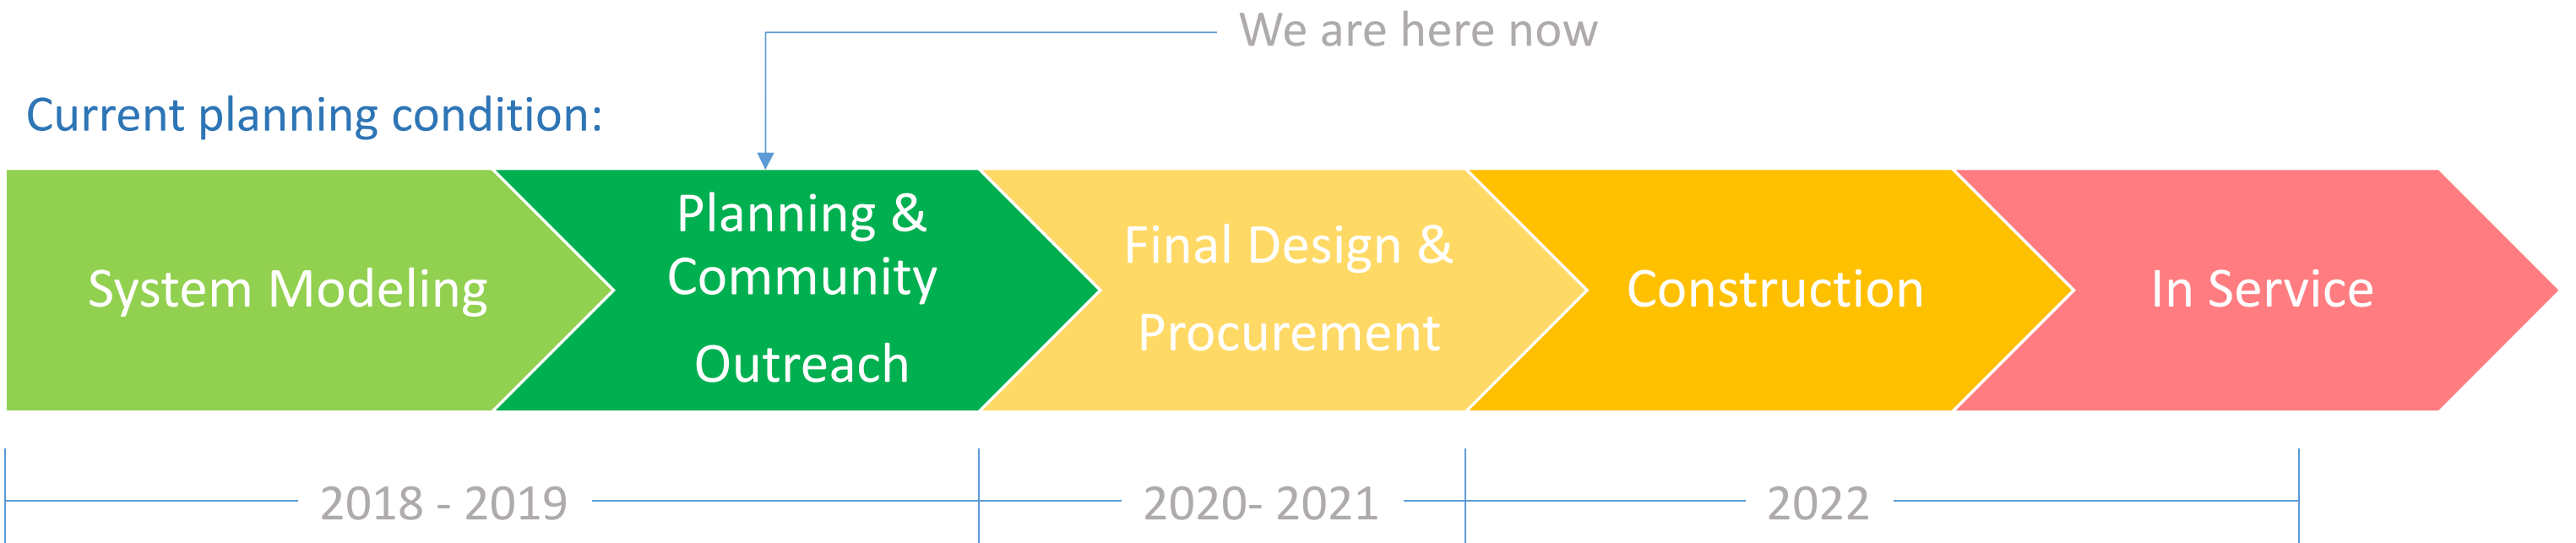 We are here now
Current planning condition:
System Modeling
Planning &
Community
Outreach
Final Design &
Procurement
Construction
In Service
2018 - 2019
2020- 2021
2022